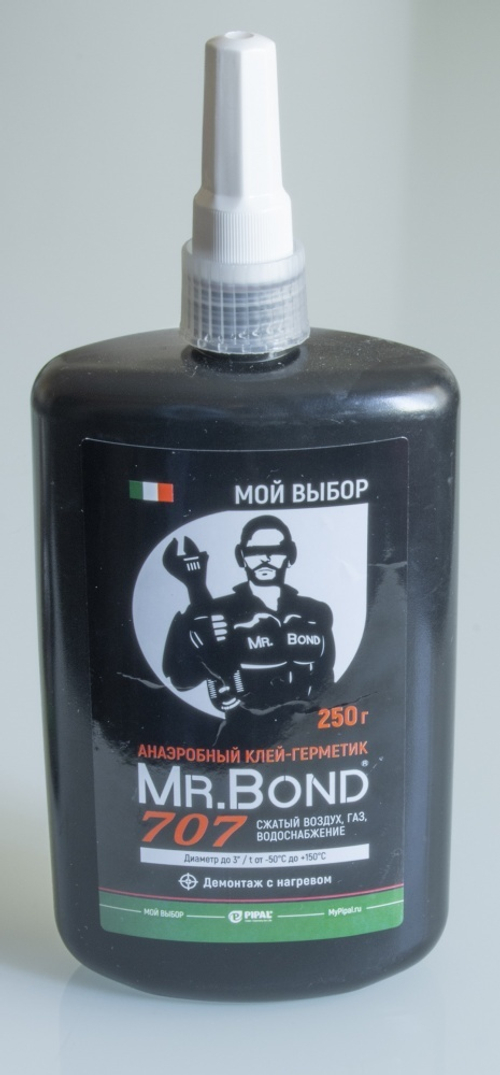 МОЙ ВЫБОР
MR. BOND
250 г
АНАЭРОБНЫЙ КЛЕЙ-ГЕРМЕТИК
MR.BOND®
707
СЖАТЫЙ ВОЗДУХ, ГАЗ,
ВОДОСНАБЖЕНИЕ
Диаметр до 3" / t от -50°C до +150°C
Демонтаж с нагревом
МОЙ ВЫБОР PIPAL® MyPipal.ru